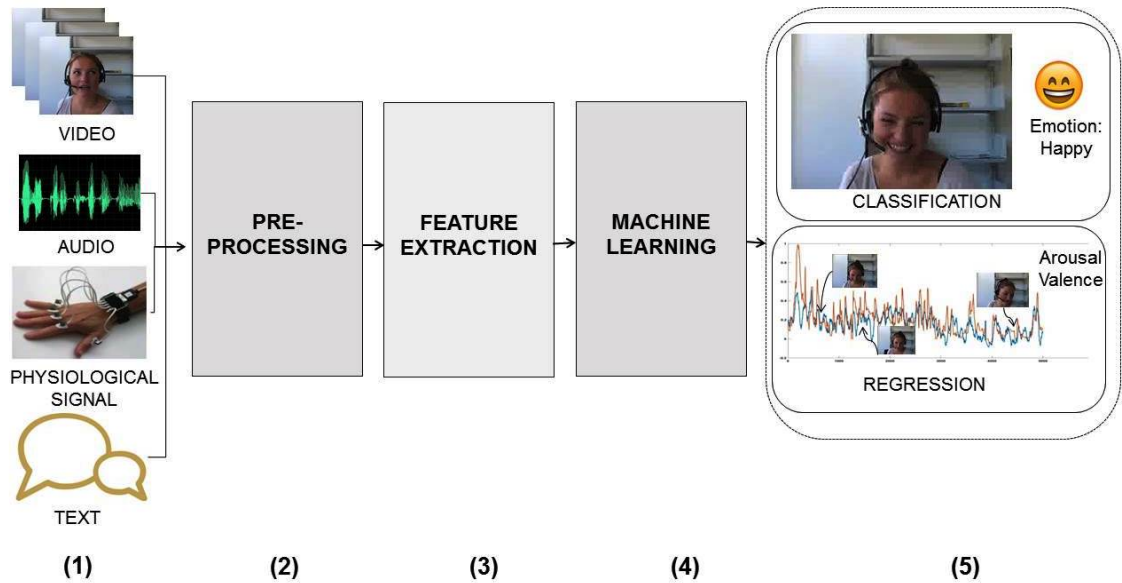 VIDEO
AUDIO
PHYSIOLOGICAL
SIGNAL
TEXT
PRE-
PROCESSING
FEATURE
EXTRACTION
MACHINE
LEARNING
Emotion:
Happy
CLASSIFICATION
Arousal
Valence
REGRESSION
(1)
(2)
(3)
(4)
(5)